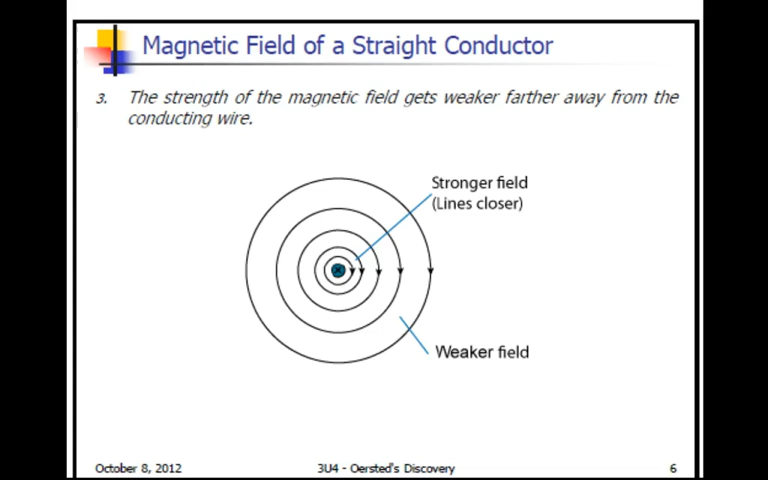 Magnetic Field of a Straight Conductor
3. The strength of the magnetic field gets weaker farther away from the
conducting wire.
Stronger field
(Lines closer)
Weaker field
October 8, 2012 3U4 - Oersted's Discovery 6